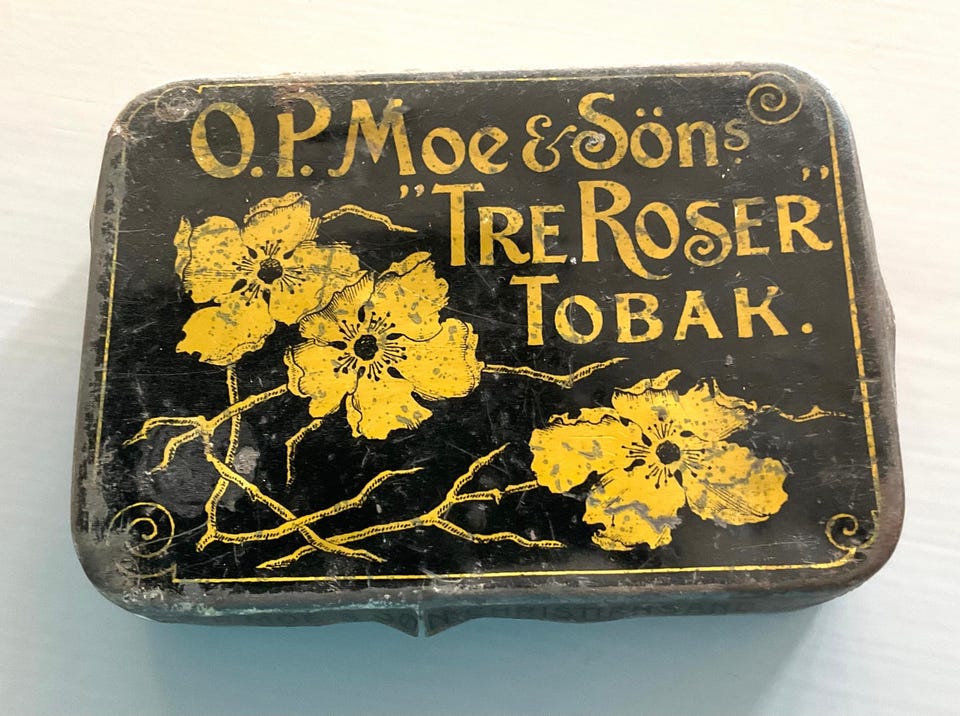 O.P. Moe & Söns
"Tre Roser"
Tobak.